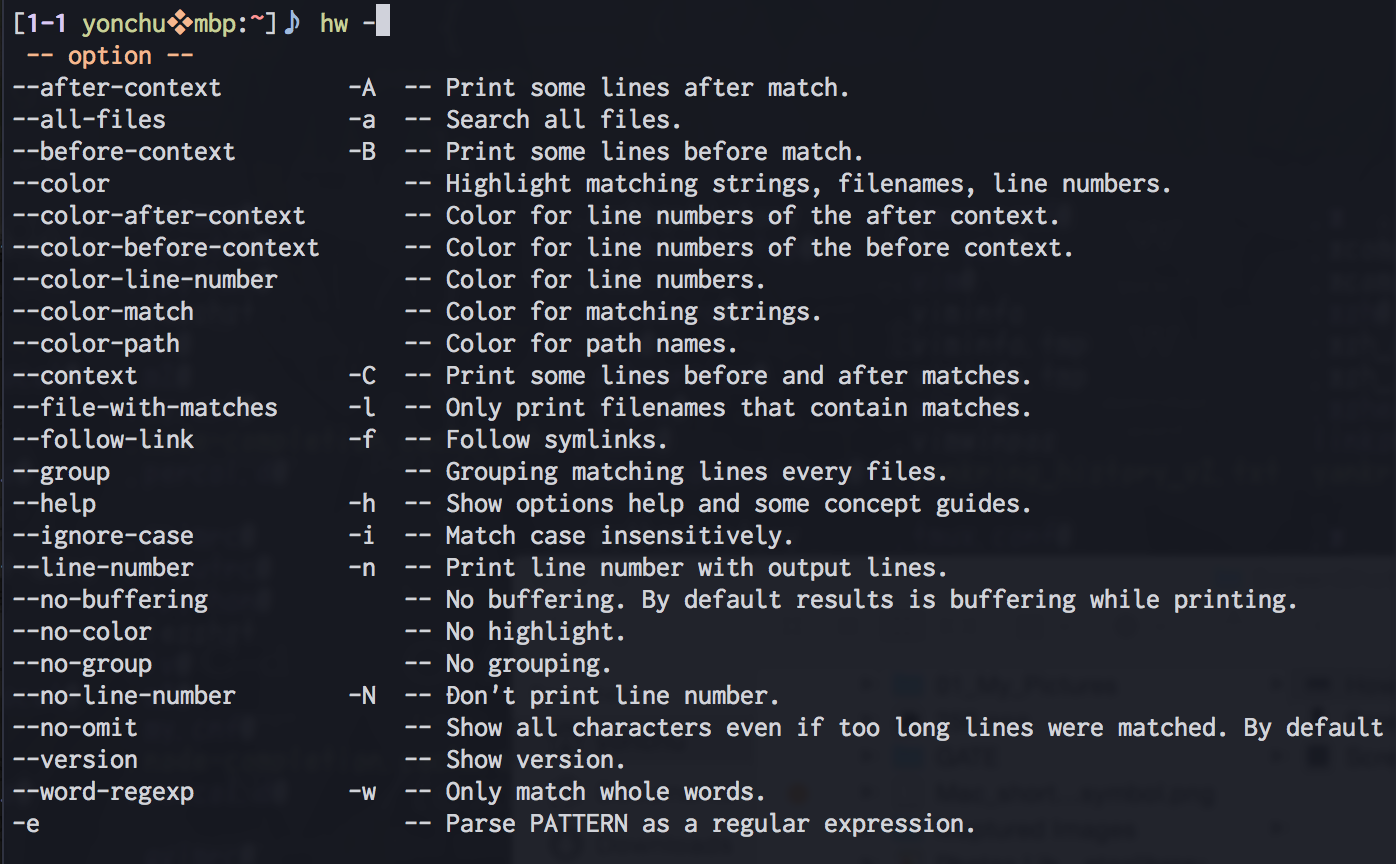 [1-1 yonchu❖mbp:~]♪ hw -
-- option --
--after-context -A -- Print some lines after match.
--all-files -a -- Search all files.
--before-context -B -- Print some lines before match.
--color -- Highlight matching strings, filenames, line numbers.
--color-after-context -- Color for line numbers of the after context.
--color-before-context -- Color for line numbers of the before context.
--color-line-number -- Color for line numbers.
--color-match -- Color for matching strings.
--color-path -- Color for path names.
--context -C -- Print some lines before and after matches.
--file-with-matches -l -- Only print filenames that contain matches.
--follow-link -f -- Follow symlinks.
--group -- Grouping matching lines every files.
--help -h -- Show options help and some concept guides.
--ignore-case -i -- Match case insensitively.
--line-number -n -- Print line number with output lines.
--no-buffering -- No buffering. By default results is buffering while printing.
--no-color -- No highlight.
--no-group -- No grouping.
--no-line-number -N -- Ðon't print line number.
--no-omit -- Show all characters even if too long lines were matched. By default
--version -- Show version.
--word-regexp -w -- Only match whole words.
-e -- Parse PATTERN as a regular expression.